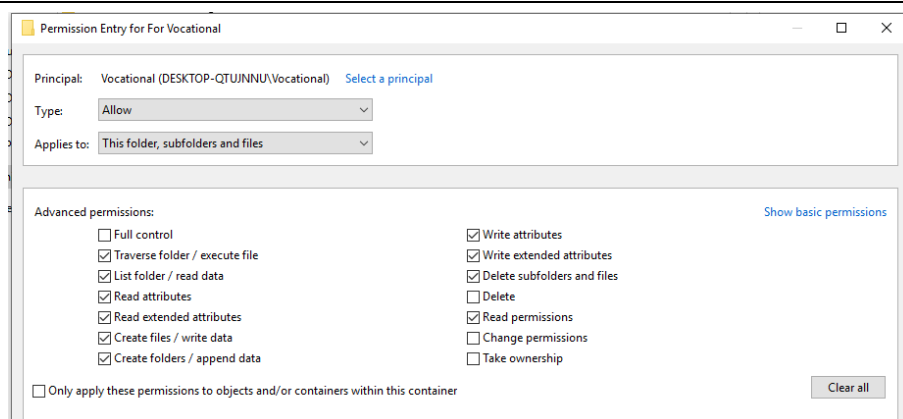 Permission Entry for For Vocational
Principal: Vocational (DESKTOP-QTUJNNU\Vocational) Select a principal
Type: Allow
Applies to: This folder, subfolders and files
Advanced permissions: Show basic permissions
Full control Write attributes
Traverse folder / execute file Write extended attributes
List folder / read data Delete subfolders and files
Read attributes Delete
Read extended attributes Read permissions
Create files / write data Change permissions
Create folders / append data Take ownership
Only apply these permissions to objects and/or containers within this container Clear all